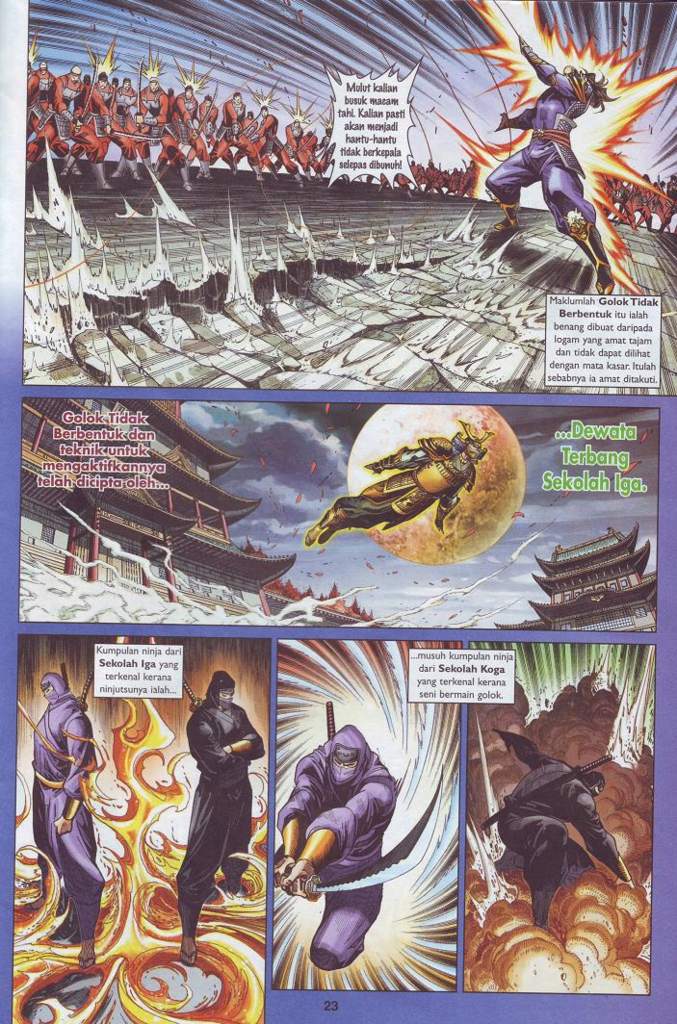 Mulut kalian
busuk macam
tahi. Kalian pasti
akan menjadi
hantu-hantu
tidak berkepala
selepas dibunuh!
Maklumlah Golok Tidak
Berbentuk itu ialah
benang dibuat daripada
logam yang amat tajam
dan tidak dapat dilihat
dengan mata kasar. Itulah
sebabnya ia amat ditakuti.
Golok Tidak
Berbentuk dan
teknik untuk
mengaktifkannya
telah dicipta oleh...
...Dewata
Terbang
Sekolah Iga.
Kumpulan ninja dari
Sekolah Iga yang
terkenal kerana
ninjutsunya ialah...
...musuh kumpulan ninja
dari Sekolah Koga
yang terkenal kerana
seni bermain golok.
23